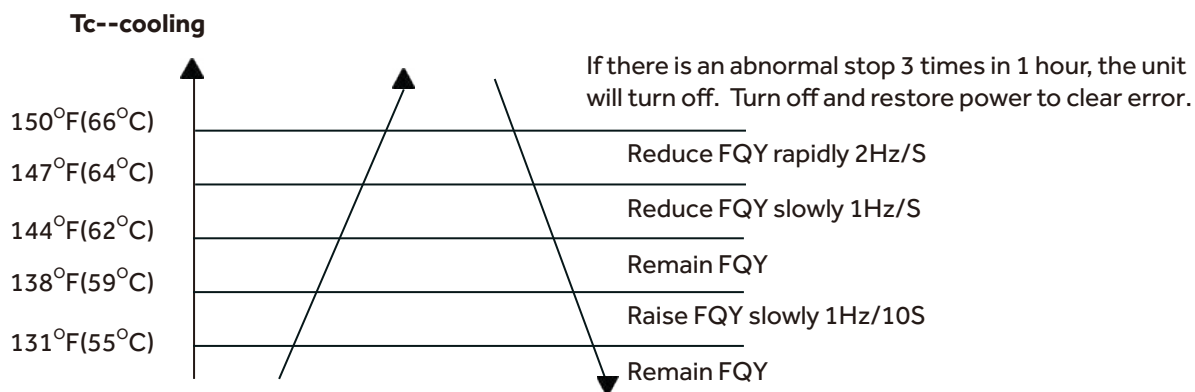 Tc--cooling
If there is an abnormal stop 3 times in 1 hour, the unit
will turn off. Turn off and restore power to clear error.
150°F(66°C)
Reduce FQY rapidly 2Hz/S
147°F(64°C)
Reduce FQY slowly 1Hz/S
144°F(62°C)
Remain FQY
138°F(59°C)
Raise FQY slowly 1Hz/10S
131°F(55°C)
Remain FQY